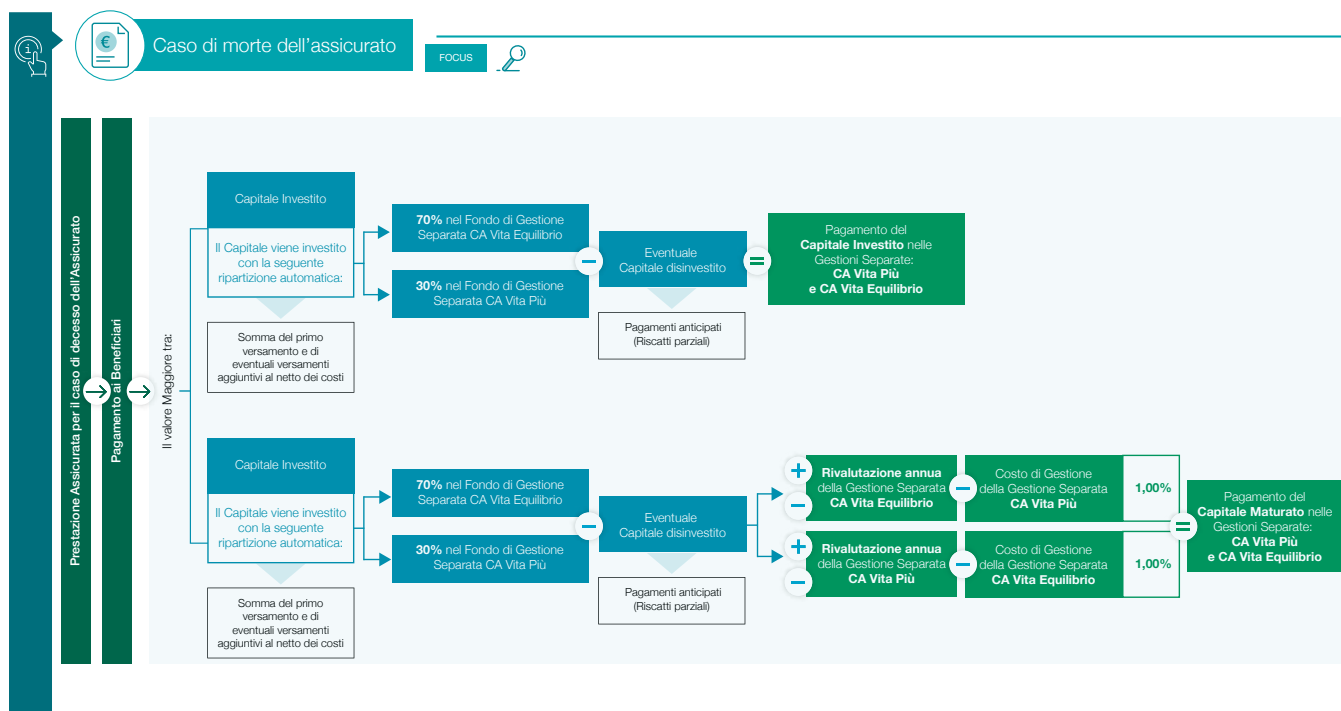 Caso di morte dell'assicurato
FOCUS
Prestazione Assicurata per il caso di decesso dell'Assicurato
Pagamento ai Beneficiari
Il valore Maggiore tra:
Capitale Investito
Il Capitale viene investito
con la seguente
ripartizione automatica:
Somma del primo
versamento e di
eventuali versamenti
aggiuntivi al netto dei costi
70% nel Fondo di Gestione
Separata CA Vita Equilibrio
30% nel Fondo di Gestione
Separata CA Vita Più
−
Eventuale
Capitale disinvestito
Pagamenti anticipati
(Riscatti parziali)
=
Pagamento del
Capitale Investito nelle
Gestioni Separate:
CA Vita Più
e CA Vita Equilibrio
Capitale Investito
Il Capitale viene investito
con la seguente
ripartizione automatica:
Somma del primo
versamento e di
eventuali versamenti
aggiuntivi al netto dei costi
70% nel Fondo di Gestione
Separata CA Vita Equilibrio
30% nel Fondo di Gestione
Separata CA Vita Più
−
Eventuale
Capitale disinvestito
Pagamenti anticipati
(Riscatti parziali)
+
−
Rivalutazione annua
della Gestione Separata
CA Vita Equilibrio
−
Costo di Gestione
della Gestione Separata
CA Vita Più
1,00%
+
−
Rivalutazione annua
della Gestione Separata
CA Vita Più
−
Costo di Gestione
della Gestione Separata
CA Vita Equilibrio
1,00%
=
Pagamento del
Capitale Maturato nelle
Gestioni Separate:
CA Vita Più
e CA Vita Equilibrio